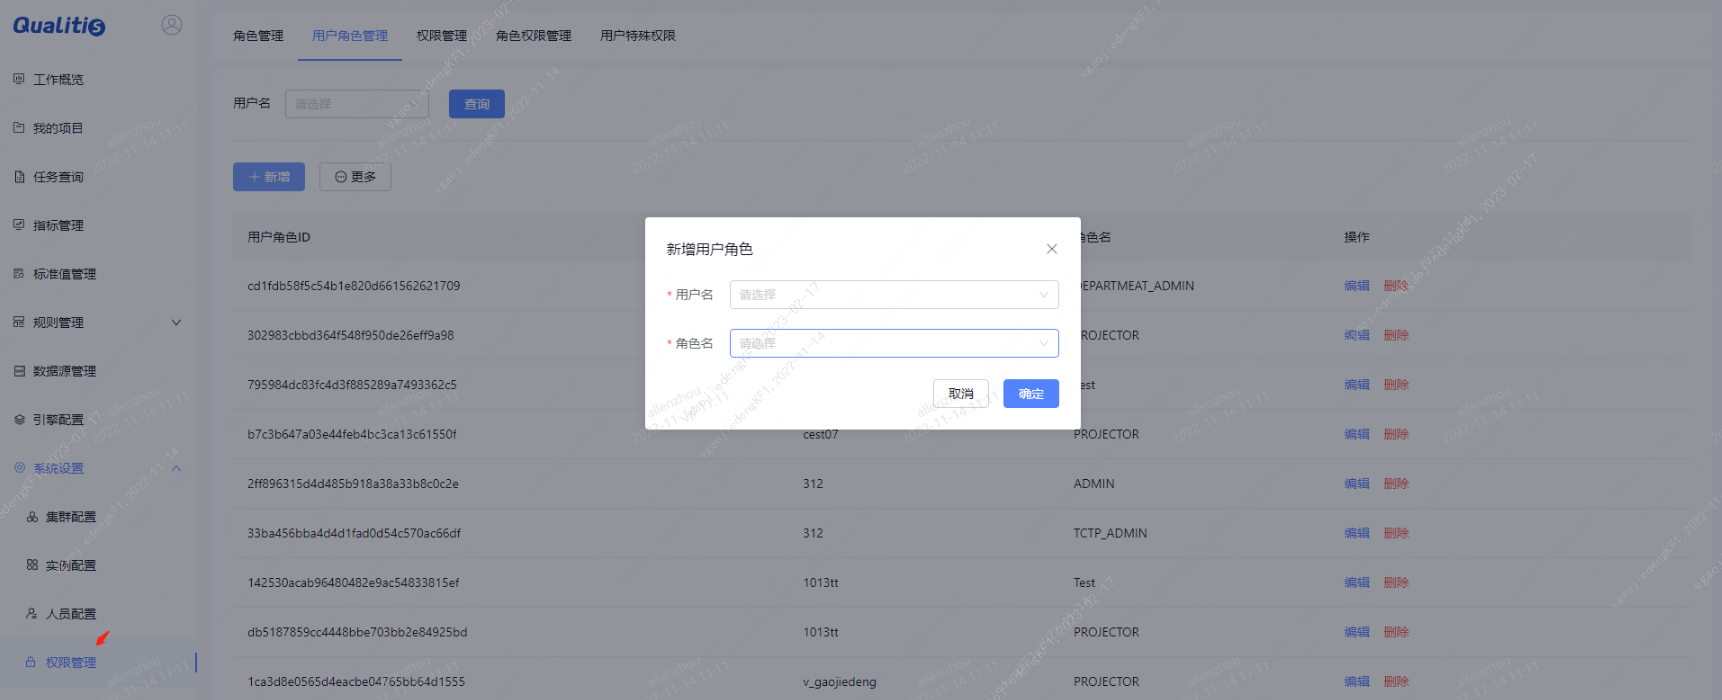 Qualitis
角色管理 用户角色管理 权限管理 角色权限管理 用户特殊权限
工作概览
用户名 请选择 查询
我的项目
任务查询
新增 更多
指标管理
用户角色ID 角色名 操作
新增用户角色
标准值管理
cd1fdb58f5c54b1e820d661562621709 DEPARTMEAT_ADMIN 编辑 删除
* 用户名 请选择
规则管理
302983cbbd364f548f950de26eff9a98 PROJECTOR 编辑 删除
* 角色名 请选择
数据源管理
795984dc83fc4d3f885289a7493362c5 编辑 删除
取消 确定
引擎配置
b7c3b647a03e44feb4bc3ca13c61550f cest07 PROJECTOR 编辑 删除
系统设置
2ff896315d4d485b918a38a33b8c0c2e 312 ADMIN 编辑 删除
集群配置
33ba456bba4d4d1fad0d54c570ac66df 312 TCTP_ADMIN 编辑 删除
实例配置
142530acab96480482e9ac54833815ef 1013tt Test 编辑 删除
人员配置
db5187859cc4448bbe703bb2e84925bd 1013tt PROJECTOR 编辑 删除
权限管理
1ca3d8e0565d4eacbe04765bb64d1555 v_gaojiedeng PROJECTOR 编辑 删除
allenzhou
2022-11-14 11:11